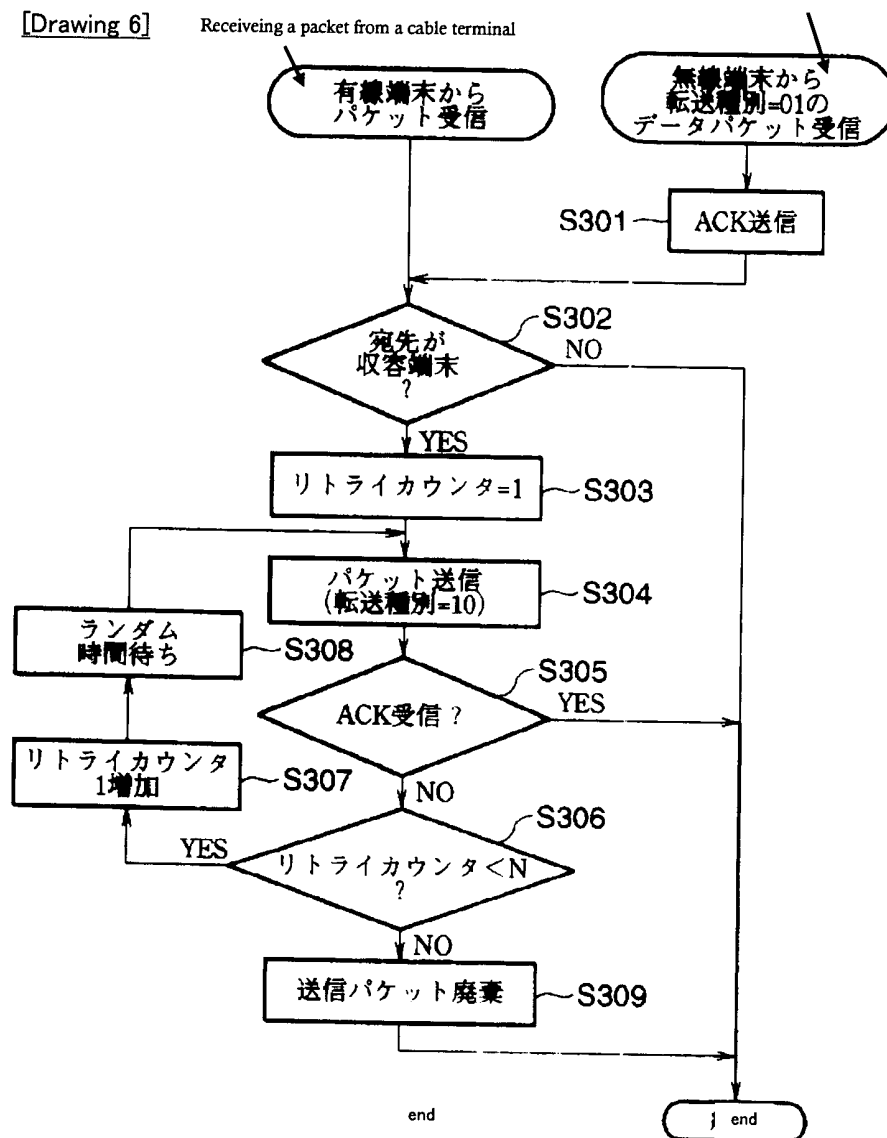 [Drawing 6]
Receiveing a packet from a cable terminal
有線端末から
パケット受信
無線端末から
転送種別=01の
データパケット受信
S301
ACK送信
S302
宛先が
収容端末
?
NO
YES
リトライカウンタ=1
S303
パケット送信
(転送種別=10)
S304
ランダム
時間待ち
S308
S305
ACK受信?
YES
リトライカウンタ
1増加
S307
NO
S306
YES
リトライカウンタ<N
?
NO
送信パケット廃棄
S309
end
end